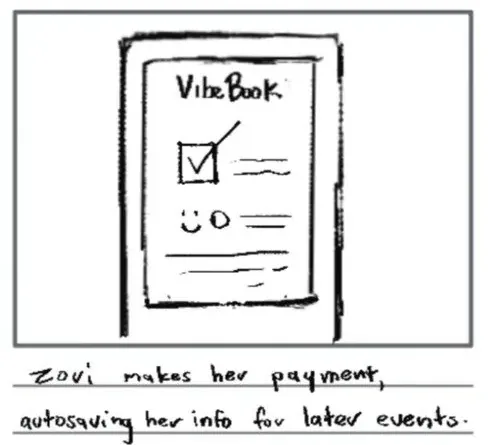 VibeBook
Zovi makes her payment,
autosaving her info for later events.